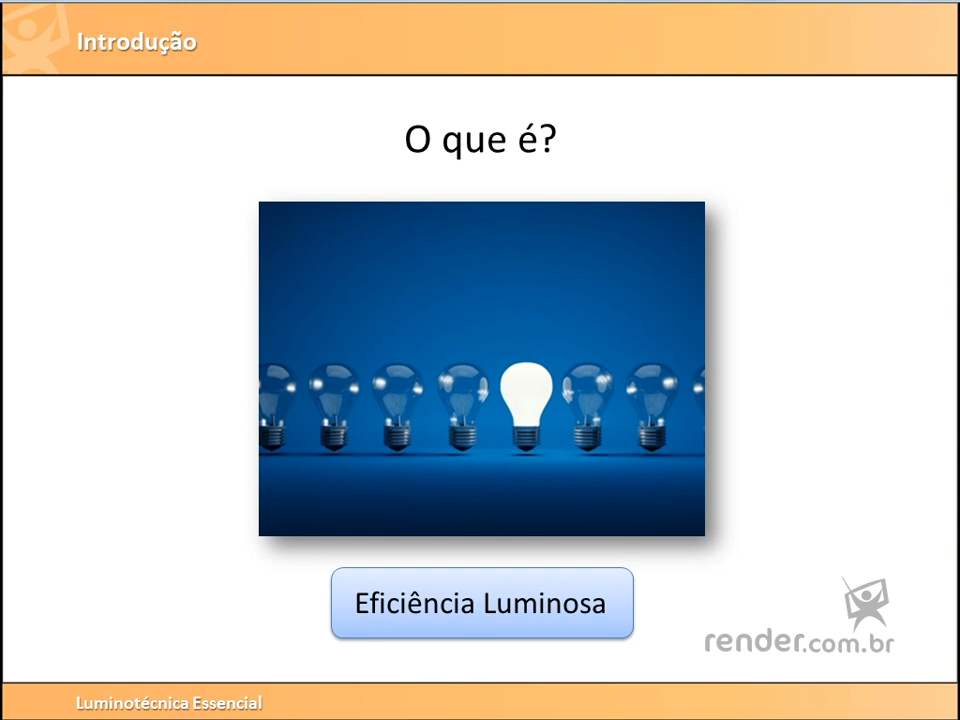 Introdução
O que é?
Eficiência Luminosa
render.com.br
Luminotécnica Essencial